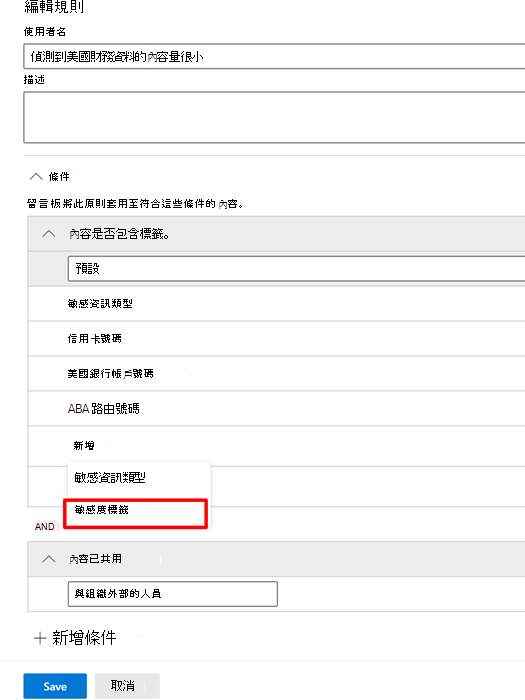 編輯規則
使用者名
偵測到美國財務資料的內容量很小
描述
條件
留言板將此原則套用至符合這些條件的內容。
內容是否包含標籤。
預設
敏感資訊類型
信用卡號碼
美國銀行帳戶號碼
ABA 路由號碼
新增
敏感資訊類型
敏感度標籤
AND
內容已共用
與組織外部的人員
新增條件
Save
取消